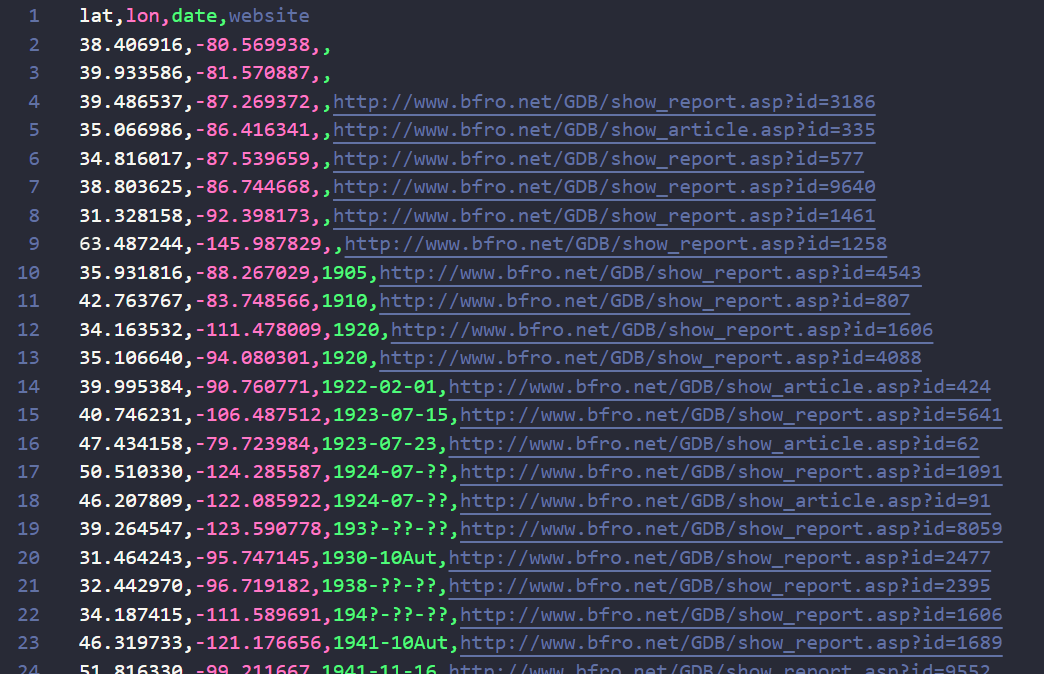 1 lat,lon,date,website
2 38.406916,-80.569938,,
3 39.933586,-81.570887,,
4 39.486537,-87.269372,,http://www.bfro.net/GDB/show_report.asp?id=3186
5 35.066986,-86.416341,,http://www.bfro.net/GDB/show_article.asp?id=335
6 34.816017,-87.539659,,http://www.bfro.net/GDB/show_report.asp?id=577
7 38.803625,-86.744668,,http://www.bfro.net/GDB/show_report.asp?id=9640
8 31.328158,-92.398173,,http://www.bfro.net/GDB/show_report.asp?id=1461
9 63.487244,-145.987829,,http://www.bfro.net/GDB/show_report.asp?id=1258
10 35.931816,-88.267029,1905,http://www.bfro.net/GDB/show_report.asp?id=4543
11 42.763767,-83.748566,1910,http://www.bfro.net/GDB/show_report.asp?id=807
12 34.163532,-111.478009,1920,http://www.bfro.net/GDB/show_report.asp?id=1606
13 35.106640,-94.080301,1920,http://www.bfro.net/GDB/show_report.asp?id=4088
14 39.995384,-90.760771,1922-02-01,http://www.bfro.net/GDB/show_article.asp?id=424
15 40.746231,-106.487512,1923-07-15,http://www.bfro.net/GDB/show_report.asp?id=5641
16 47.434158,-79.723984,1923-07-23,http://www.bfro.net/GDB/show_article.asp?id=62
17 50.510330,-124.285587,1924-07-??,http://www.bfro.net/GDB/show_report.asp?id=1091
18 46.207809,-122.085922,1924-07-??,http://www.bfro.net/GDB/show_article.asp?id=91
19 39.264547,-123.590778,193?-??-??,http://www.bfro.net/GDB/show_report.asp?id=8059
20 31.464243,-95.747145,1930-10Aut,http://www.bfro.net/GDB/show_report.asp?id=2477
21 32.442970,-96.719182,1938-??-??,http://www.bfro.net/GDB/show_report.asp?id=2395
22 34.187415,-111.589691,194?-??-??,http://www.bfro.net/GDB/show_report.asp?id=1606
23 46.319733,-121.176656,1941-10Aut,http://www.bfro.net/GDB/show_report.asp?id=1689
24 51.816330,-99.211667,1941-11-16,http://www.bfro.net/GDB/show_report.asp?id=9552